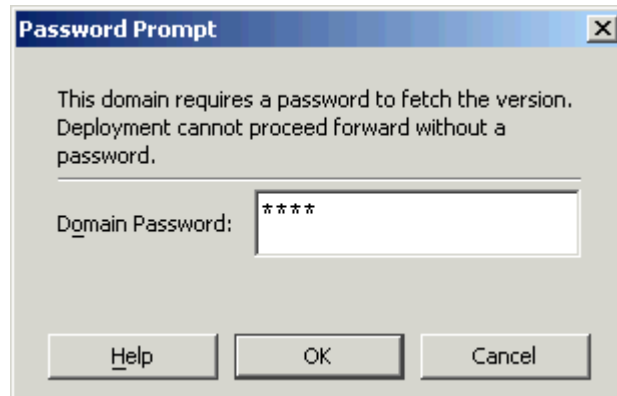 Password Prompt
This domain requires a password to fetch the version.
Deployment cannot proceed forward without a
password.
Domain Password: ****
Help OK Cancel